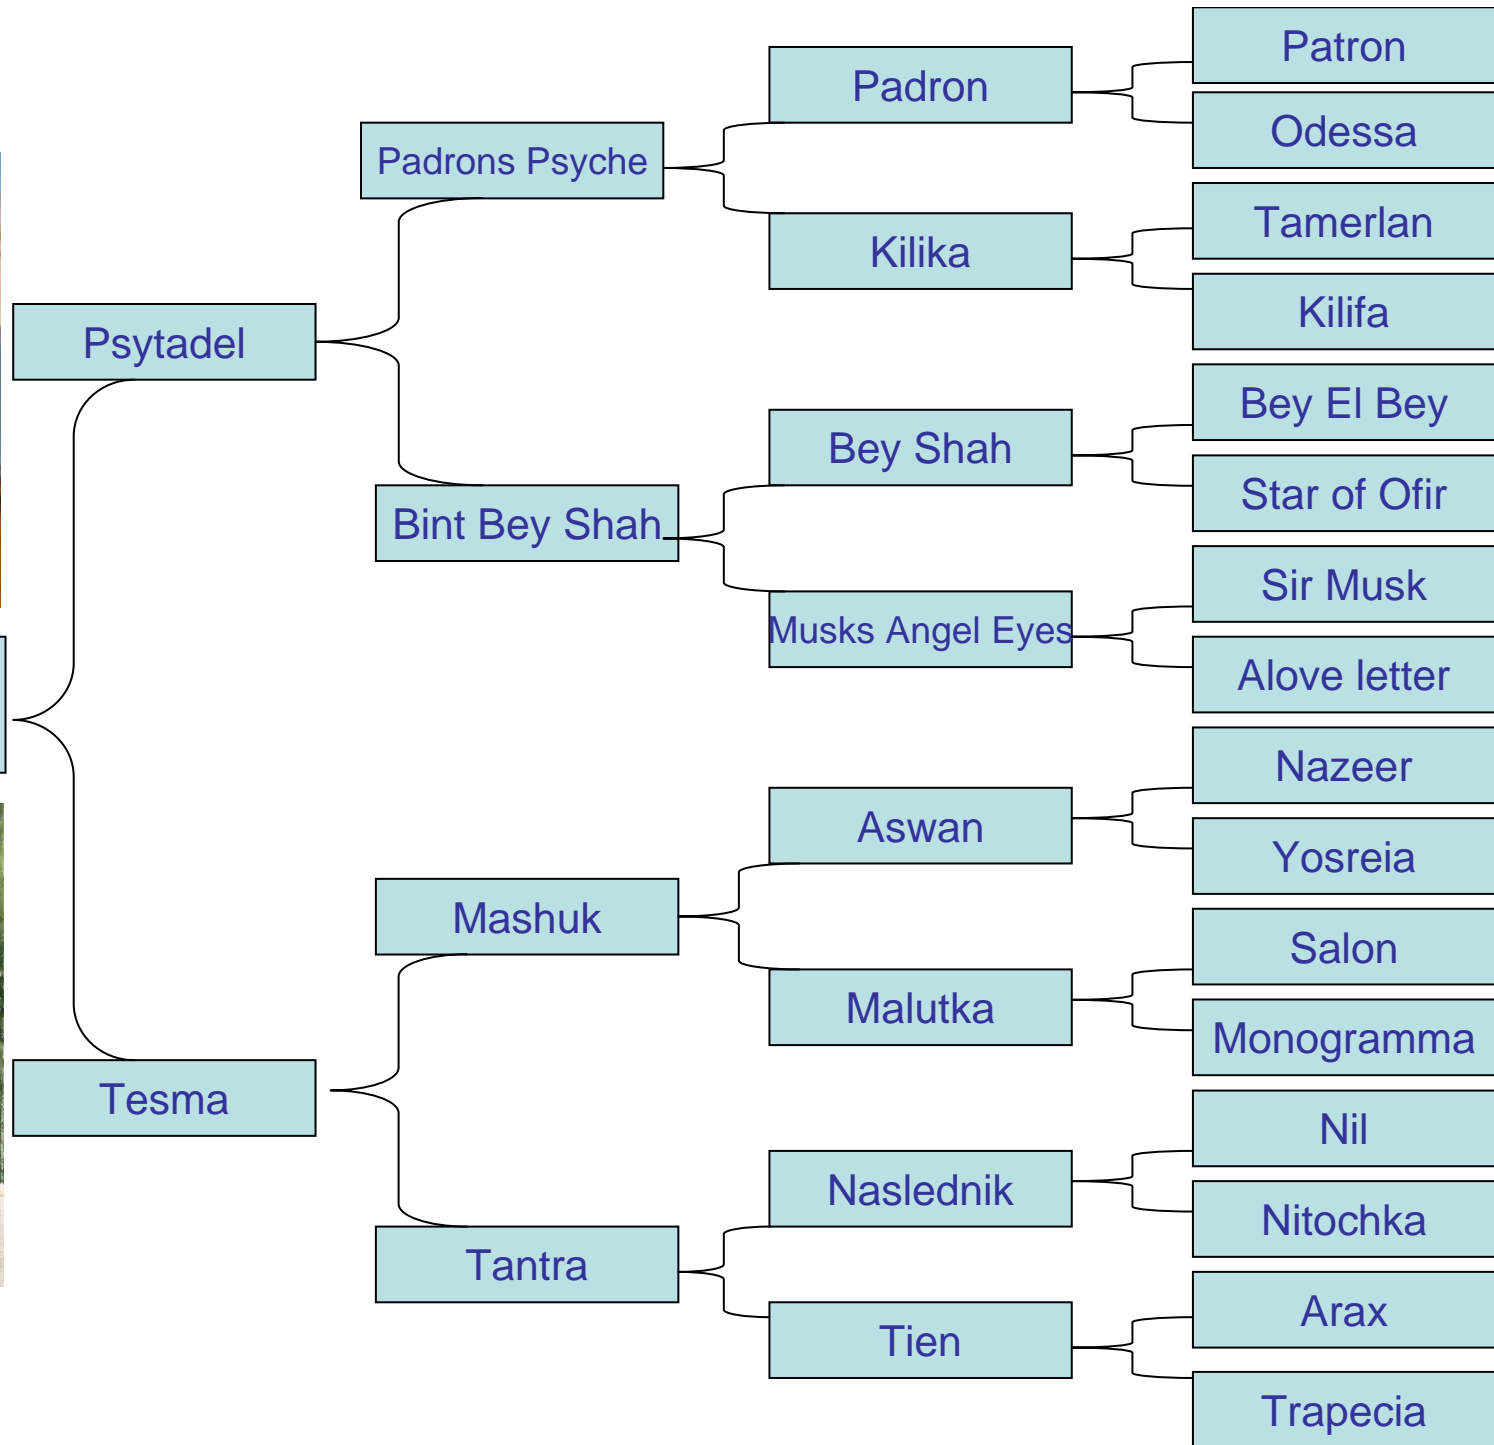 Patron
Padron
Odessa
Padrons Psyche
Tamerlan
Kilika
Kilifa
Psytadel
Bey El Bey
Bey Shah
Star of Ofir
Bint Bey Shah
Sir Musk
Musks Angel Eyes
Alove letter
Nazeer
Aswan
Yosreia
Mashuk
Salon
Malutka
Monogramma
Tesma
Nil
Naslednik
Nitochka
Tantra
Arax
Tien
Trapecia